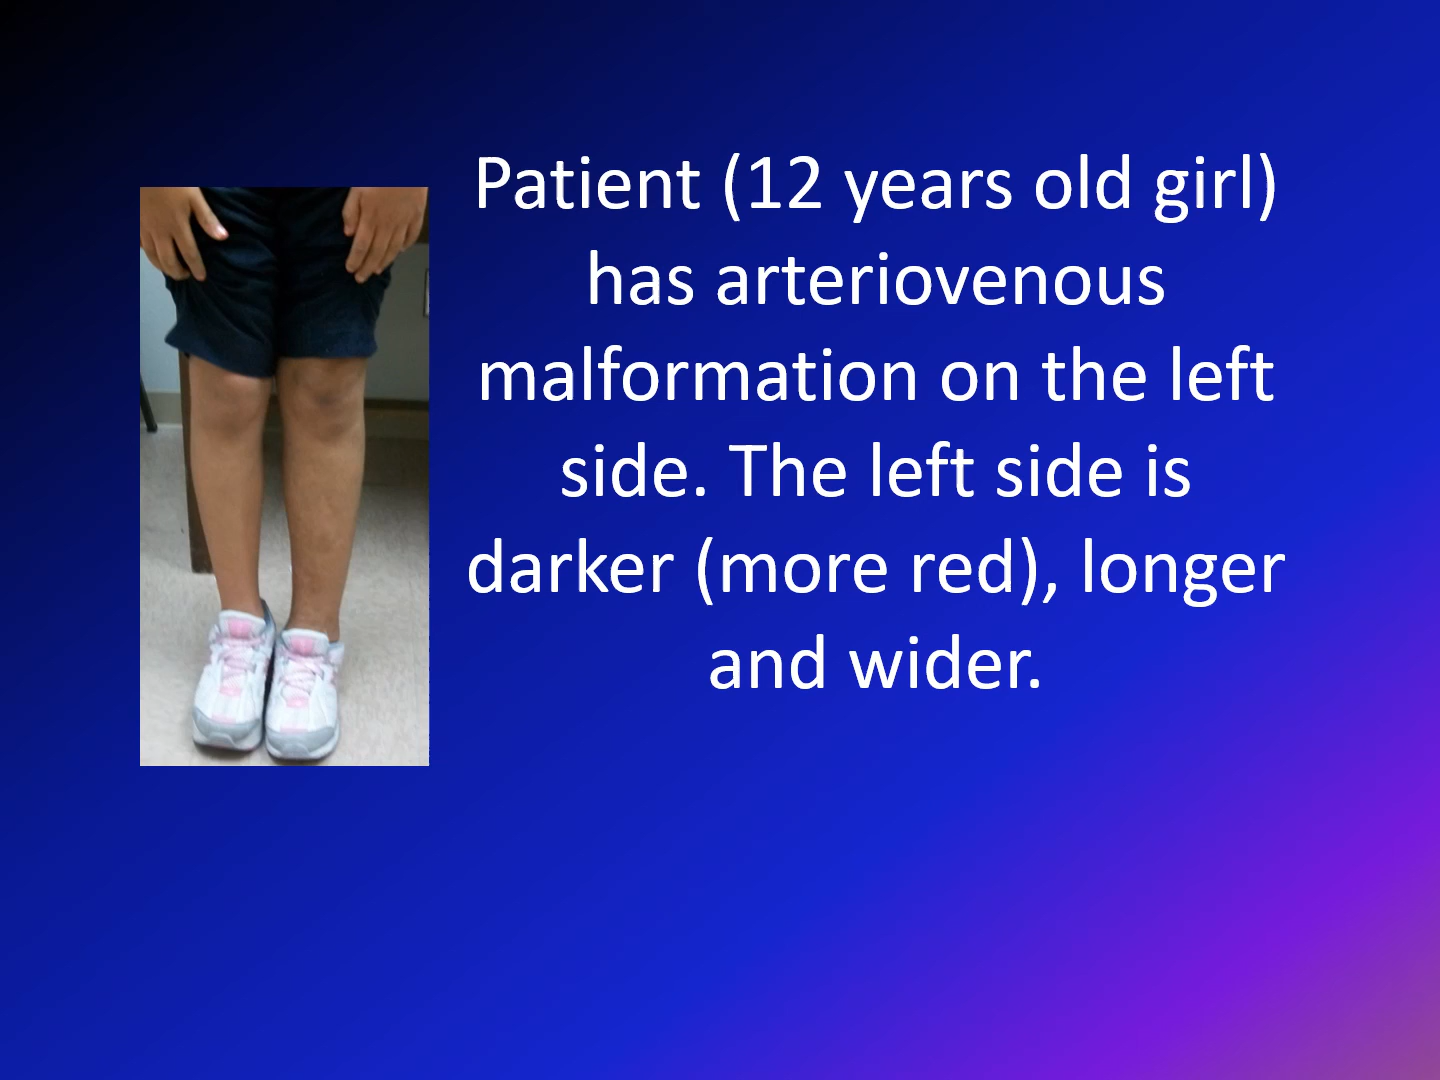 Patient (12 years old girl)
has arteriovenous
malformation on the left
side. The left side is
darker (more red), longer
and wider.